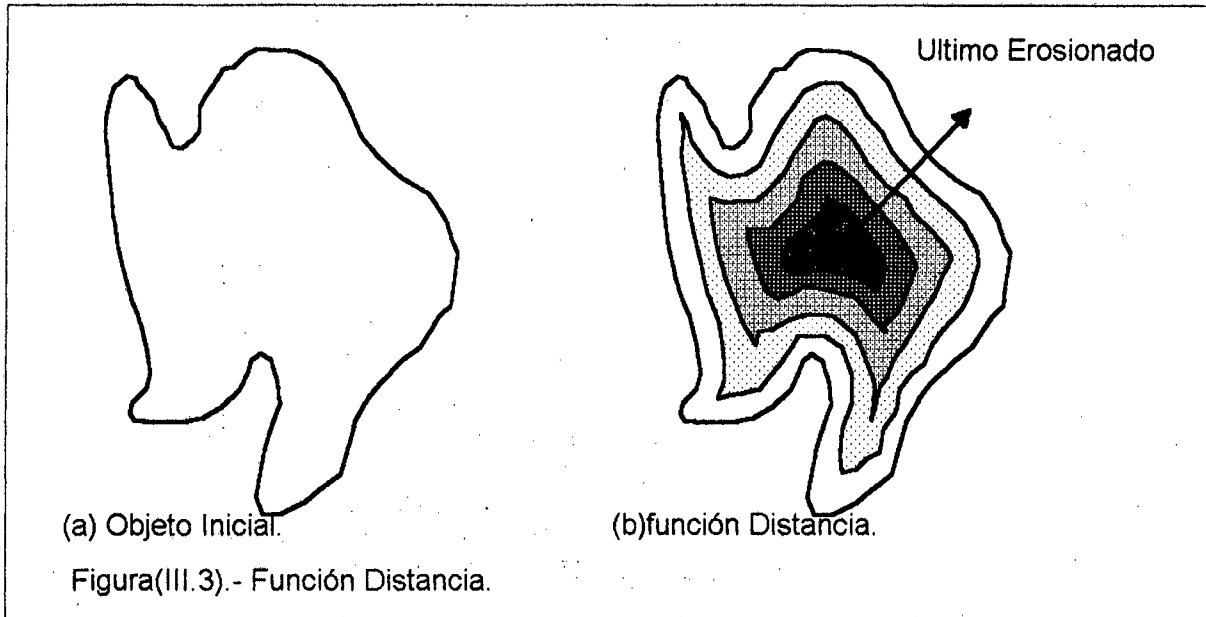 Ultimo Erosionado
(a) Objeto Inicial.
(b)función Distancia.
Figura(III.3).- Función Distancia.